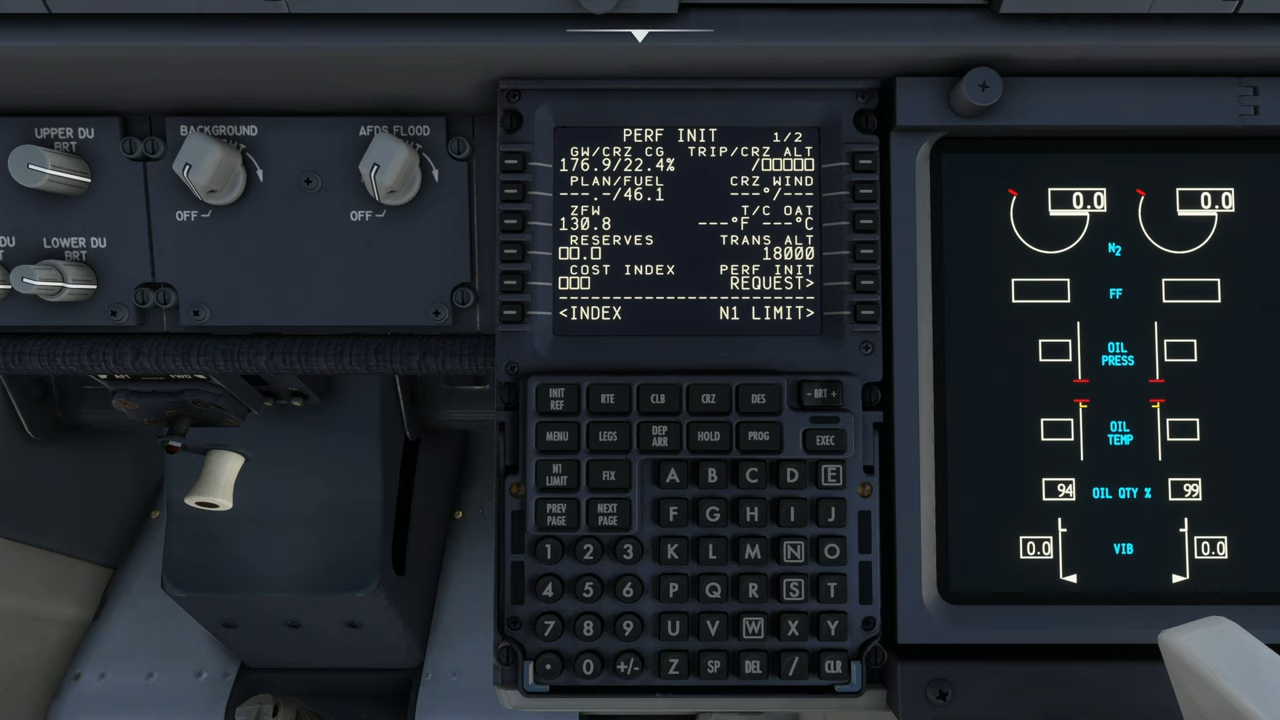 UPPER DU
BRT
BACKGROUND
OFF
AFDS FLOOD
OFF
DU
LOWER DU
BRT
PERF INIT 1/2
GW/CRZ CG TRIP/CRZ ALT
176.9/22.4% /□□□□□
PLAN/FUEL CRZ WIND
---.-/46.1 ---°/---
ZFW T/C OAT
130.8 ---°F ---°C
RESERVES TRANS ALT
□□.□ 18000
COST INDEX PERF INIT
□□□ REQUEST>
<INDEX N1 LIMIT>
INIT REF RTE CLB CRZ DES - BRT +
MENU LEGS DEP ARR HOLD PROG EXEC
N1 LIMIT FIX A B C D E
PREV PAGE NEXT PAGE F G H I J
1 2 3 K L M N O
4 5 6 P Q R S T
7 8 9 U V W X Y
. 0 +/- Z SP DEL / CLR
0.0 0.0
N2
FF
OIL
PRESS
OIL
TEMP
94 OIL QTY % 99
0.0 VIB 0.0